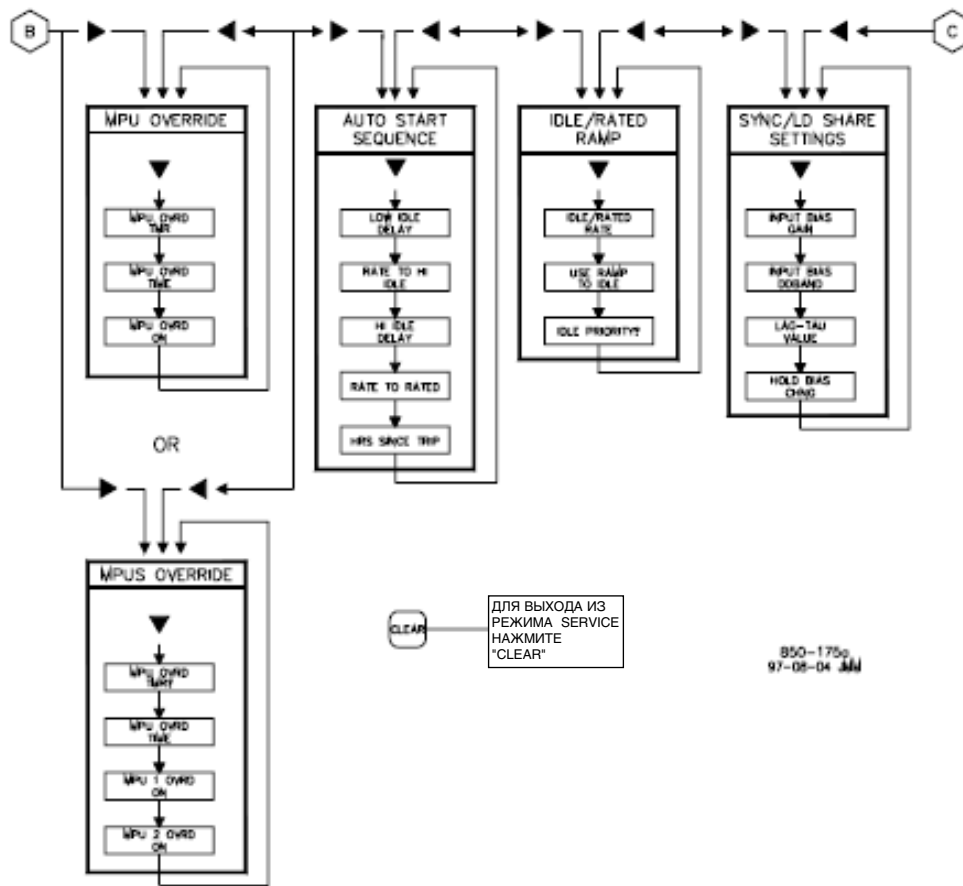 B
C
MPU OVERRIDE
MPU OVRD
TMR
MPU OVRD
TIME
MPU OVRD
ON
AUTO START
SEQUENCE
LOW IDLE
DELAY
RATE TO HI
IDLE
HI IDLE
DELAY
RATE TO RATED
HRS SINCE TRIP
IDLE/RATED
RAMP
IDLE/RATED
RATE
USE RAMP
TO IDLE
IDLE PRIORITY?
SYNC/LD SHARE
SETTINGS
INPUT BIAS
GAIN
INPUT BIAS
DDBAND
LAG-TAU
VALUE
HOLD BIAS
CHNG
OR
MPUS OVERRIDE
MPU OVRD
TMR?
MPU OVRD
TIME
MPU 1 OVRD
ON
MPU 2 OVRD
ON
CLEAR
ДЛЯ ВЫХОДА ИЗ
РЕЖИМА SERVICE
НАЖМИТЕ
"CLEAR"
850-175
97-08-04